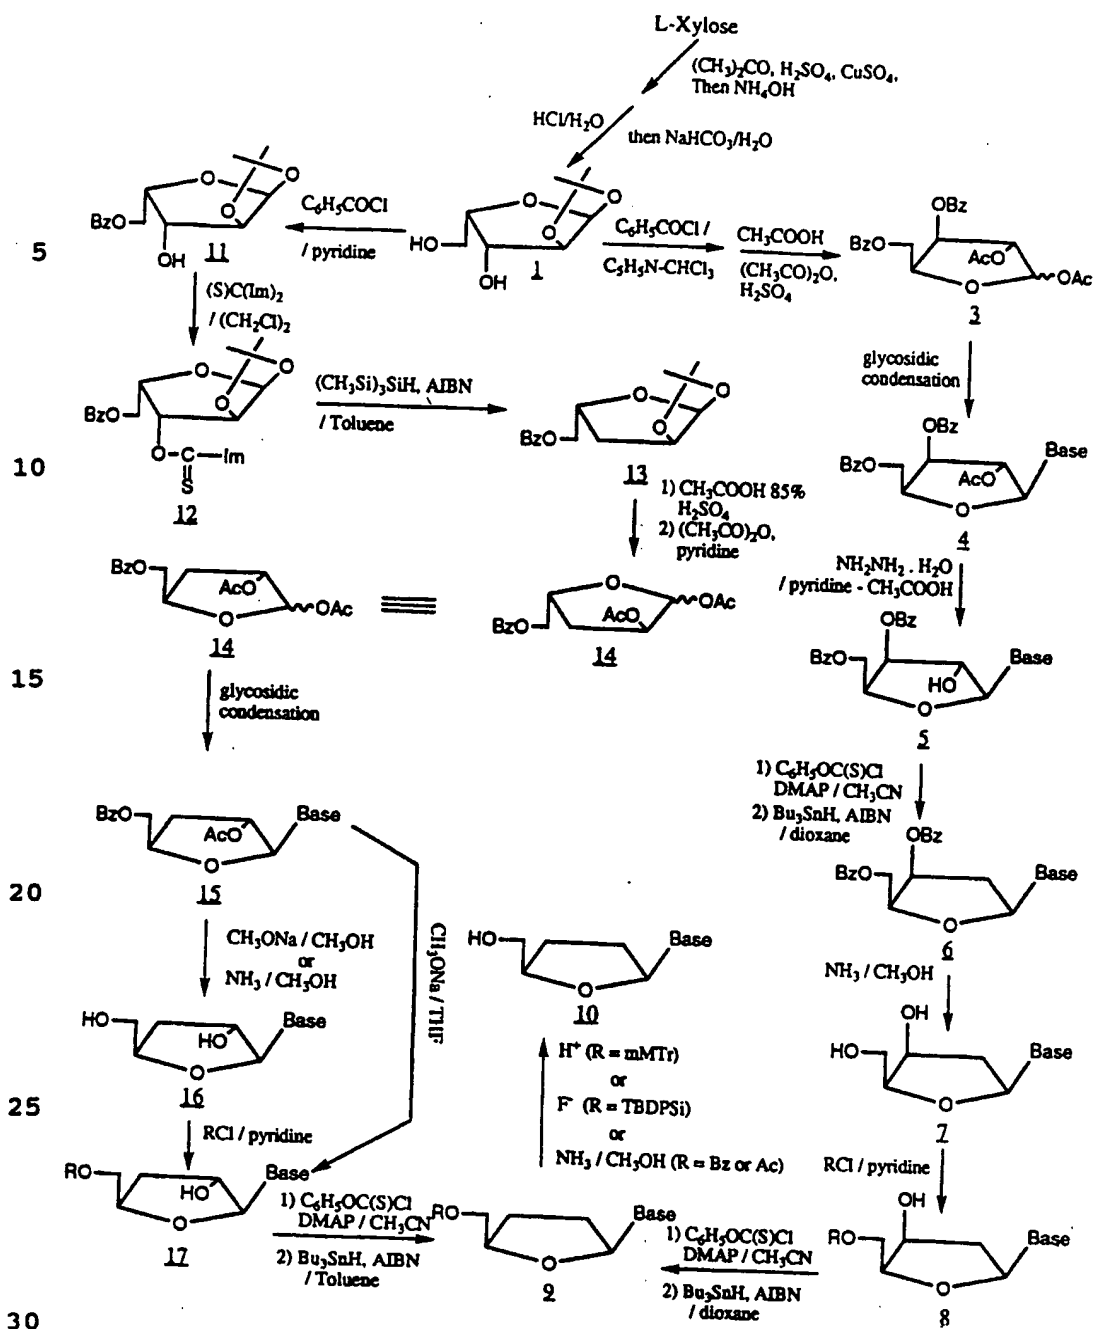 L-Xylose
(CH3)2CO, H2SO4, CuSO4,
Then NH4OH
HCl/H2O
then NaHCO3/H2O
O
O
O
BzO
OH
11
C6H5COCl
/ pyridine
O
O
O
HO
OH
1
C6H5COCl /
C5H5N-CHCl3
CH3COOH
(CH3CO)2O,
H2SO4
OBz
BzO
AcO
O
OAc
3
5
(S)C(Im)2
/ (CH2Cl)2
glycosidic
condensation
O
O
O
BzO
O-C-Im
S
12
(CH3Si)3SiH, AIBN
/ Toluene
O
O
O
BzO
13
OBz
BzO
AcO
O
Base
4
10
1) CH3COOH 85%
H2SO4
2) (CH3CO)2O,
pyridine
NH2NH2 . H2O
/ pyridine - CH3COOH
BzO
AcO
O
OAc
14
O
BzO
AcO
OAc
14
OBz
BzO
HO
O
Base
5
15
glycosidic
condensation
1) C6H5OC(S)Cl
DMAP / CH3CN
2) Bu3SnH, AIBN
/ dioxane
BzO
AcO
O
Base
15
OBz
BzO
O
Base
6
20
CH3ONa / CH3OH
or
NH3 / CH3OH
CH3ONa / THF
HO
O
Base
10
NH3 / CH3OH
HO
HO
O
Base
16
H+ (R = mMTr)
or
F- (R = TBDPSi)
or
NH3 / CH3OH (R = Bz or Ac)
OH
HO
O
Base
7
25
RCl / pyridine
RCl / pyridine
RO
HO
O
Base
17
1) C6H5OC(S)Cl
DMAP / CH3CN
2) Bu3SnH, AIBN
/ Toluene
RO
O
Base
9
1) C6H5OC(S)Cl
DMAP / CH3CN
2) Bu3SnH, AIBN
/ dioxane
OH
RO
O
Base
8
30